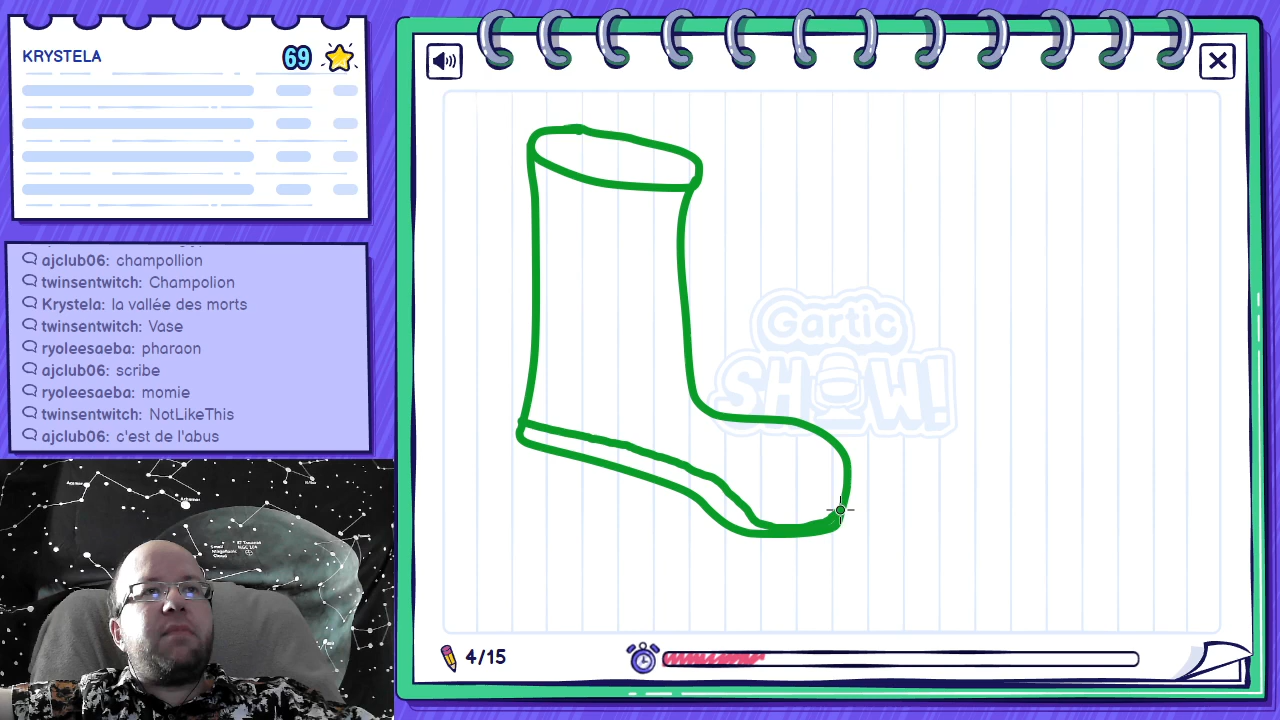 KRYSTELA 69
ajclub06: champollion
twinsentwitch: Champolion
Krystela: la vallée des morts
twinsentwitch: Vase
ryoleesaeba: pharaon
ajclub06: scribe
ryoleesaeba: momie
twinsentwitch: NotLikeThis
ajclub06: c'est de l'abus
Gartic
SHOW!
4/15